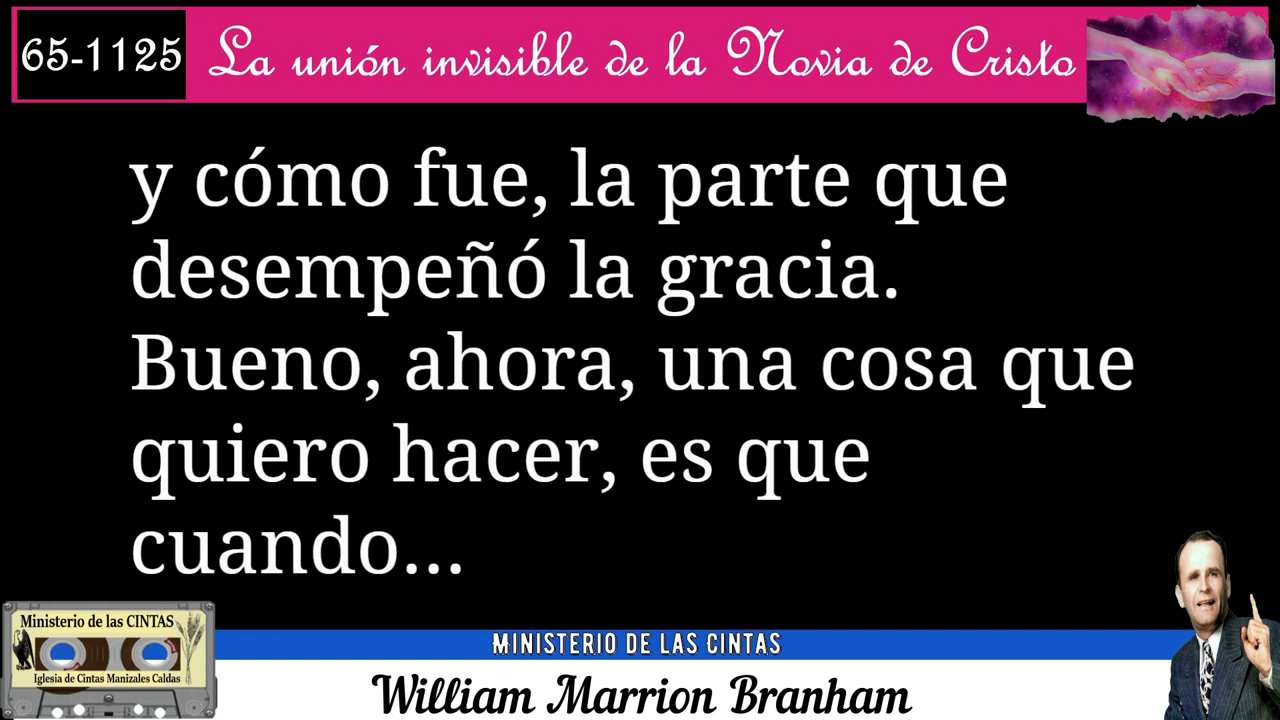 65-1125 La unión invisible de la Novia de Cristo
y cómo fue, la parte que
desempeñó la gracia.
Bueno, ahora, una cosa que
quiero hacer, es que
cuando...
Ministerio de las CINTAS
Iglesia de Cintas Manizales Caldas
MINISTERIO DE LAS CINTAS
William Marrion Branham